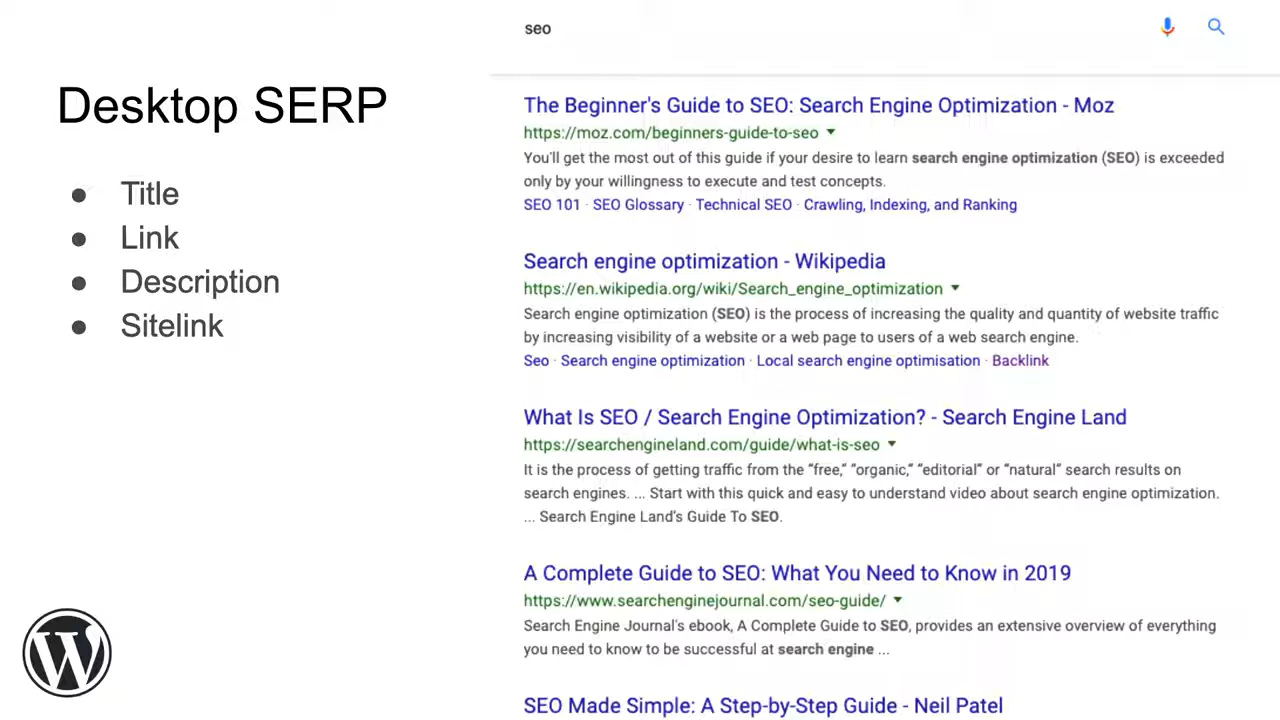 Desktop SERP
● Title
● Link
● Description
● Sitelink
seo
The Beginner's Guide to SEO: Search Engine Optimization - Moz
https://moz.com/beginners-guide-to-seo
You'll get the most out of this guide if your desire to learn search engine optimization (SEO) is exceeded
only by your willingness to execute and test concepts.
SEO 101 · SEO Glossary · Technical SEO · Crawling, Indexing, and Ranking
Search engine optimization - Wikipedia
https://en.wikipedia.org/wiki/Search_engine_optimization
Search engine optimization (SEO) is the process of increasing the quality and quantity of website traffic
by increasing visibility of a website or a web page to users of a web search engine.
Seo · Search engine optimization · Local search engine optimisation · Backlink
What Is SEO / Search Engine Optimization? - Search Engine Land
https://searchengineland.com/guide/what-is-seo
It is the process of getting traffic from the “free,” “organic,” “editorial” or “natural” search results on
search engines. ... Start with this quick and easy to understand video about search engine optimization.
... Search Engine Land's Guide To SEO.
A Complete Guide to SEO: What You Need to Know in 2019
https://www.searchenginejournal.com/seo-guide/
Search Engine Journal's ebook, A Complete Guide to SEO, provides an extensive overview of everything
you need to know to be successful at search engine ...
SEO Made Simple: A Step-by-Step Guide - Neil Patel